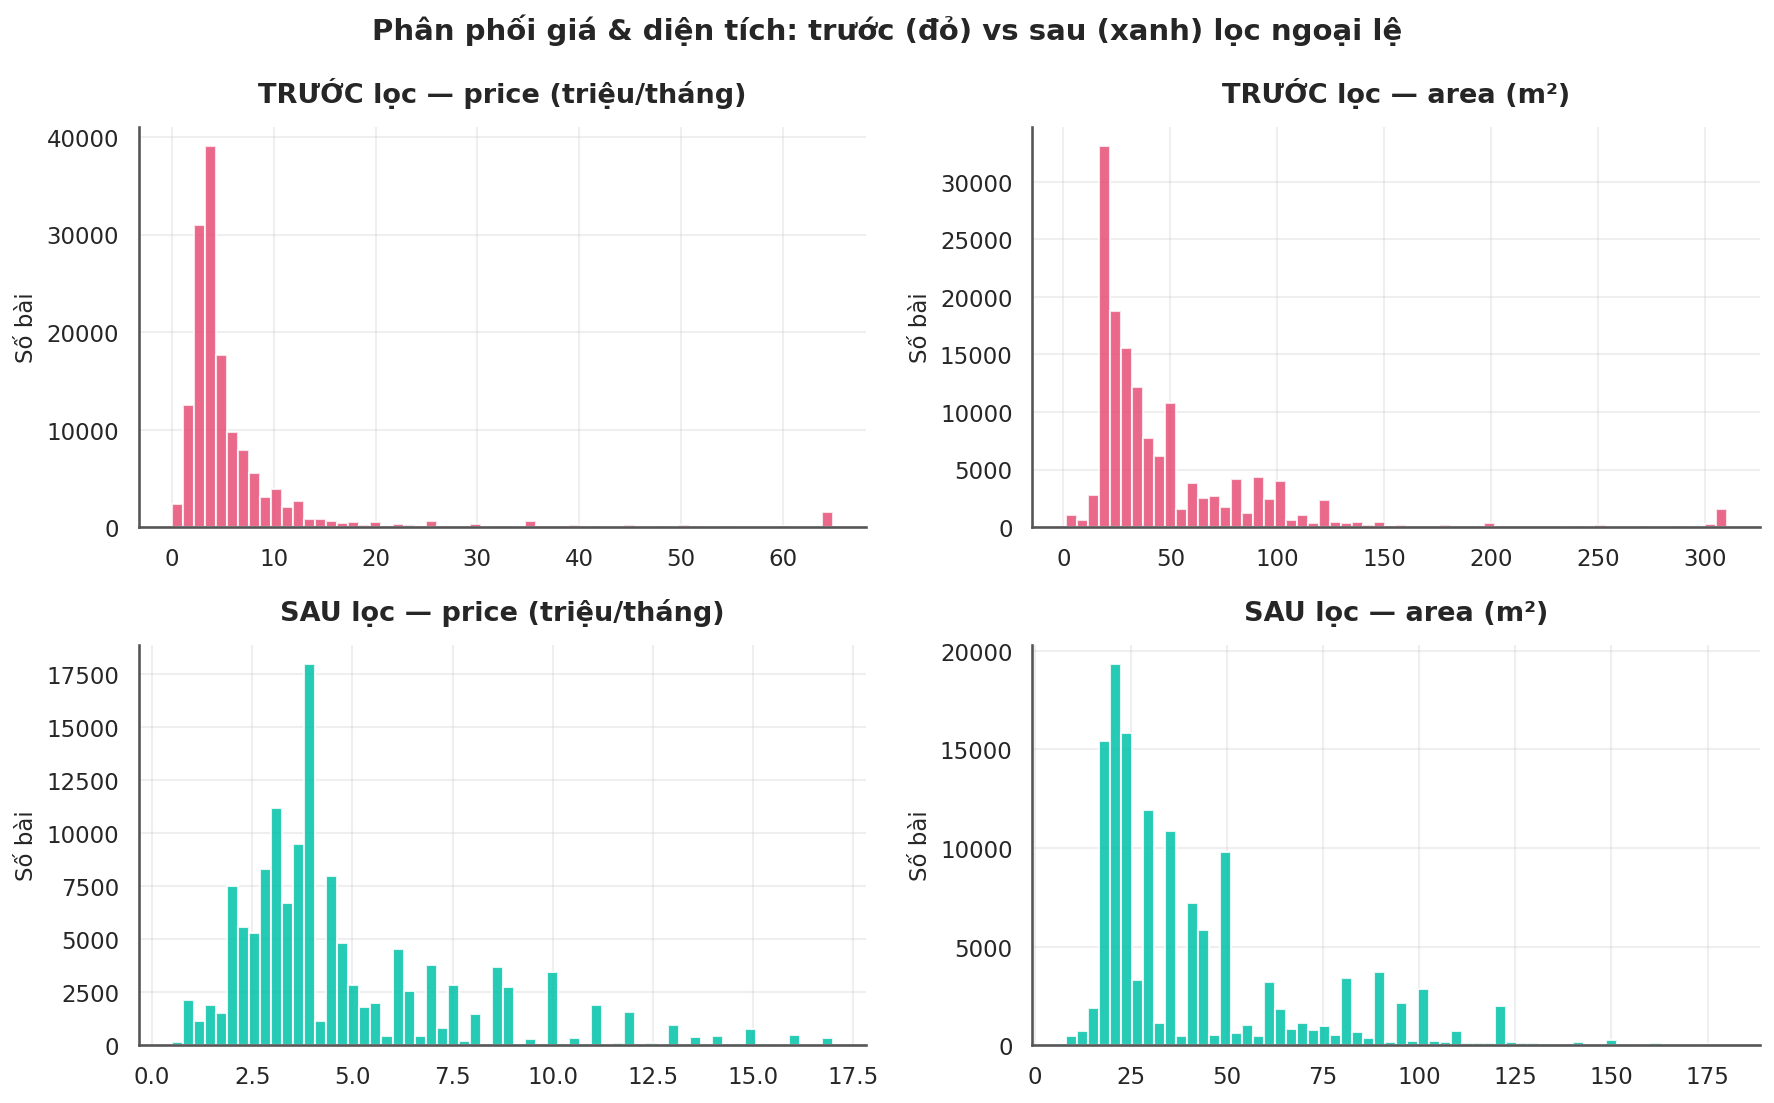 Phân phối giá & diện tích: trước (đỏ) vs sau (xanh) lọc ngoại lệ
TRƯỚC lọc — price (triệu/tháng)
Số bài
40000
30000
20000
10000
0
0 10 20 30 40 50 60
TRƯỚC lọc — area (m²)
Số bài
30000
25000
20000
15000
10000
5000
0
0 50 100 150 200 250 300
SAU lọc — price (triệu/tháng)
Số bài
17500
15000
12500
10000
7500
5000
2500
0
0.0 2.5 5.0 7.5 10.0 12.5 15.0 17.5
SAU lọc — area (m²)
Số bài
20000
15000
10000
5000
0
0 25 50 75 100 125 150 175